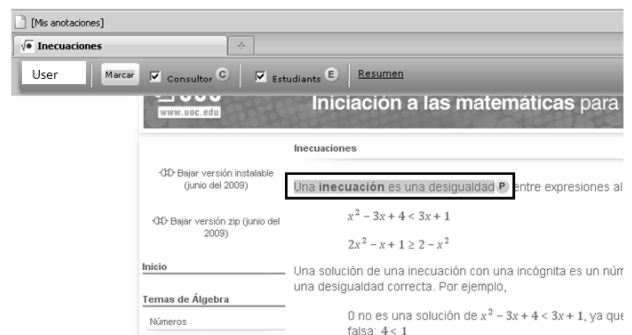 [Mis anotaciones]
Inecuaciones
User Marcar Consultor C Estudiants E Resumen
UOC
www.uoc.edu
Iniciación a las matemáticas para
Inecuaciones
Bajar versión instalable
(junio del 2009)
Una inecuación es una desigualdad P entre expresiones al
x² − 3x + 4 < 3x + 1
Bajar versión zip (junio del
2009)
2x² − x + 1 ≥ 2 − x²
Inicio
Una solución de una inecuación con una incógnita es un núm
una desigualdad correcta. Por ejemplo,
Temas de Álgebra
Números
0 no es una solución de x² − 3x + 4 < 3x + 1, ya que
falsa: 4 < 1